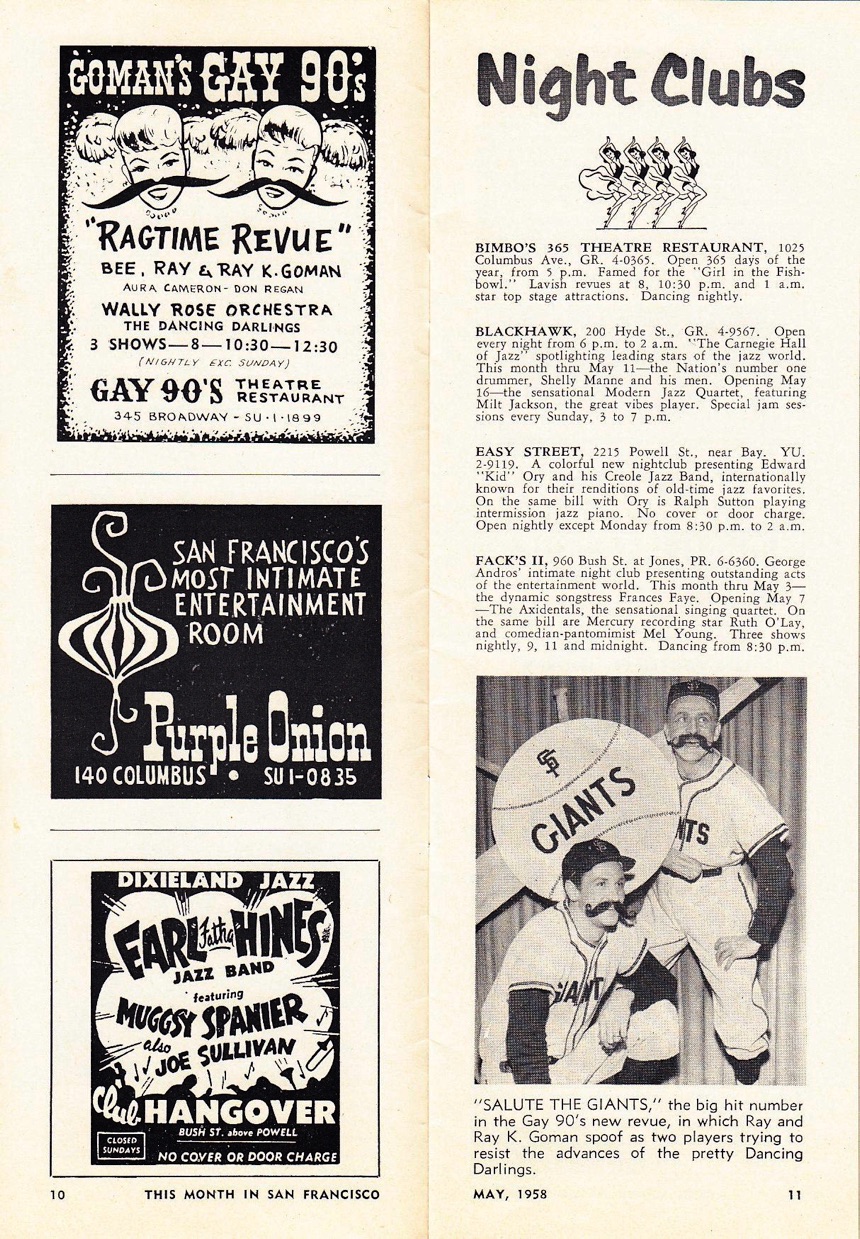 GOMAN'S GAY 90's
"RAGTIME REVUE"
BEE, RAY & RAY K. GOMAN
AURA CAMERON - DON REGAN
WALLY ROSE ORCHESTRA
THE DANCING DARLINGS
3 SHOWS—8—10:30—12:30
(NIGHTLY EXC. SUNDAY)
GAY 90'S THEATRE
RESTAURANT
345 BROADWAY - SU·1·1899
SAN FRANCISCO'S
MOST INTIMATE
ENTERTAINMENT
ROOM
Purple Onion
140 COLUMBUS • SU 1-0835
DIXIELAND JAZZ
EARL Fatha HINES
JAZZ BAND
featuring
MUGGSY SPANIER
also
JOE SULLIVAN
Club HANGOVER
BUSH ST. above POWELL
CLOSED
SUNDAYS
NO COVER OR DOOR CHARGE
10 THIS MONTH IN SAN FRANCISCO
Night Clubs
BIMBO'S 365 THEATRE RESTAURANT, 1025
Columbus Ave., GR. 4-0365. Open 365 days of the
year, from 5 p.m. Famed for the "Girl in the Fish-
bowl." Lavish revues at 8, 10:30 p.m. and 1 a.m.
star top stage attractions. Dancing nightly.
BLACKHAWK, 200 Hyde St., GR. 4-9567. Open
every night from 6 p.m. to 2 a.m. "The Carnegie Hall
of Jazz" spotlighting leading stars of the jazz world.
This month thru May 11—the Nation's number one
drummer, Shelly Manne and his men. Opening May
16—the sensational Modern Jazz Quartet, featuring
Milt Jackson, the great vibes player. Special jam ses-
sions every Sunday, 3 to 7 p.m.
EASY STREET, 2215 Powell St., near Bay. YU.
2-9119. A colorful new nightclub presenting Edward
"Kid" Ory and his Creole Jazz Band, internationally
known for their renditions of old-time jazz favorites.
On the same bill with Ory is Ralph Sutton playing
intermission jazz piano. No cover or door charge.
Open nightly except Monday from 8:30 p.m. to 2 a.m.
FACK'S II, 960 Bush St. at Jones, PR. 6-6360. George
Andros' intimate night club presenting outstanding acts
of the entertainment world. This month thru May 3—
the dynamic songstress Frances Faye. Opening May 7
—The Axidentals, the sensational singing quartet. On
the same bill are Mercury recording star Ruth O'Lay,
and comedian-pantomimist Mel Young. Three shows
nightly, 9, 11 and midnight. Dancing from 8:30 p.m.
SF
GIANTS
NTS
IANT
"SALUTE THE GIANTS," the big hit number
in the Gay 90's new revue, in which Ray and
Ray K. Goman spoof as two players trying to
resist the advances of the pretty Dancing
Darlings.
MAY, 1958 11